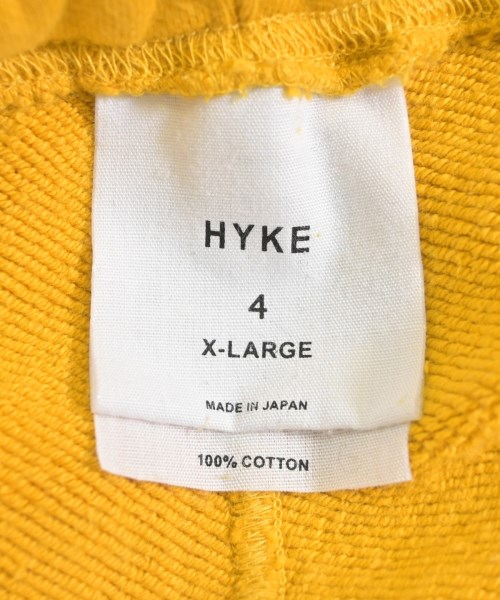 HYKE
4
X-LARGE
MADE IN JAPAN
100% COTTON